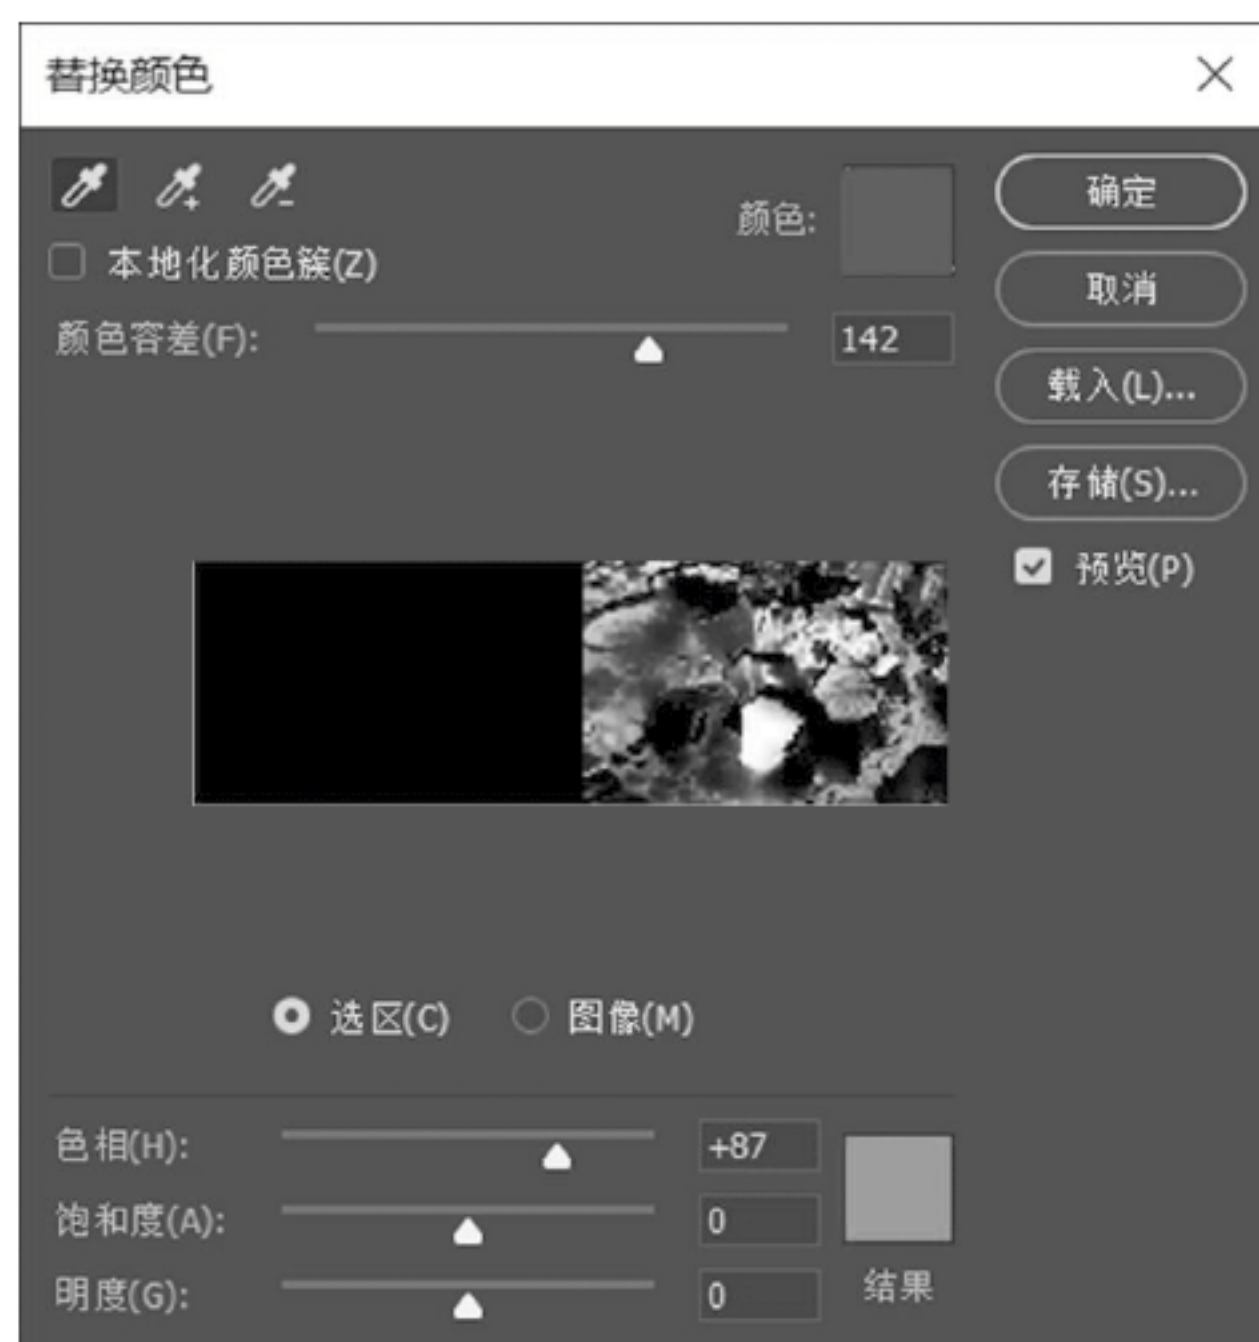 替换颜色
颜色:
确定
本地化颜色簇(Z)
取消
颜色容差(F):
142
载入(L)...
存储(S)...
预览(P)
选区(C)
图像(M)
色相(H):
+87
饱和度(A):
0
明度(G):
0
结果